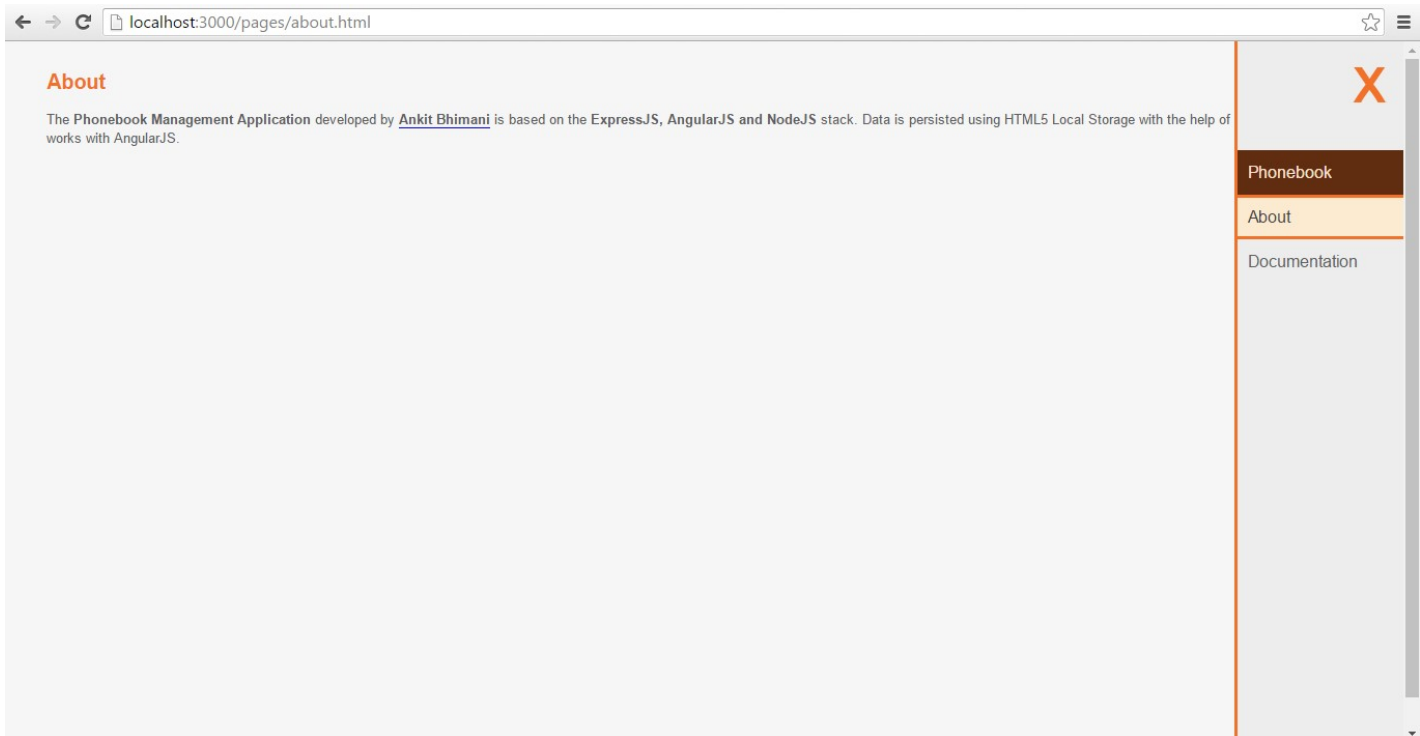 localhost:3000/pages/about.html
About
The Phonebook Management Application developed by Ankit Bhimani is based on the ExpressJS, AngularJS and NodeJS stack. Data is persisted using HTML5 Local Storage with the help of
works with AngularJS.
X
Phonebook
About
Documentation